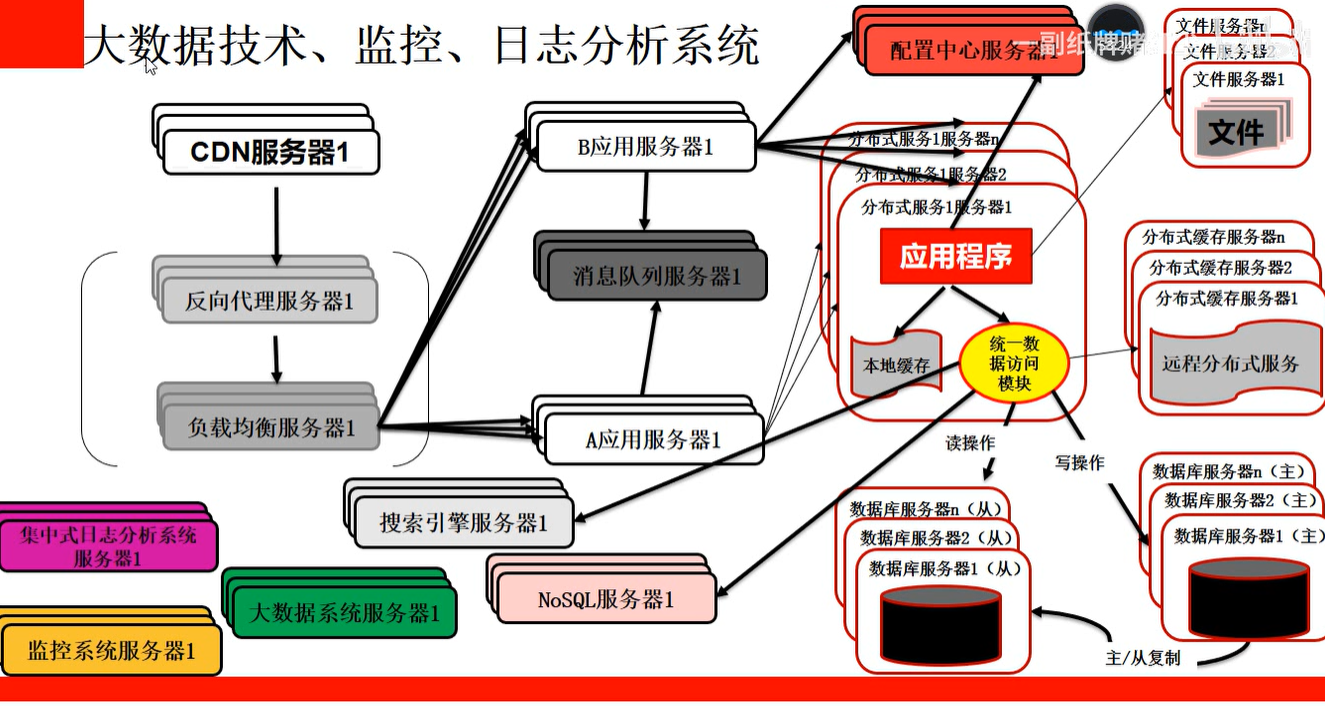 大数据技术、监控、日志分析系统
配置中心服务器1
一副纸牌赌
文件服务器n
文件服务器2
文件服务器1
文件
CDN服务器1
B应用服务器1
分布式服务1服务器n
分布式服务1服务器2
分布式服务1服务器1
应用程序
消息队列服务器1
反向代理服务器1
分布式缓存服务器n
分布式缓存服务器2
分布式缓存服务器1
远程分布式服务
本地缓存
统一数
据访问
模块
负载均衡服务器1
A应用服务器1
读操作
写操作
搜索引擎服务器1
数据库服务器n（主）
数据库服务器2（主）
数据库服务器1（主）
数据库服务器n（从）
数据库服务器2（从）
数据库服务器1（从）
集中式日志分析系统
服务器1
NoSQL服务器1
大数据系统服务器1
监控系统服务器1
主/从复制